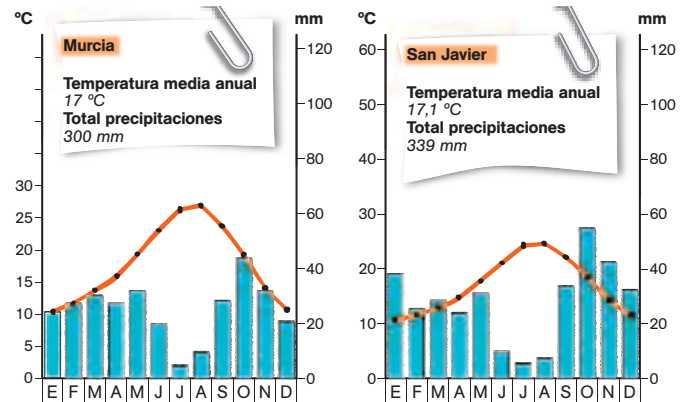 ºC
mm
Murcia
Temperatura media anual
17 ºC
Total precipitaciones
300 mm
30
25
20
15
10
5
0
120
100
80
60
40
20
0
E F M A M J J A S O N D
ºC
mm
San Javier
Temperatura media anual
17,1 ºC
Total precipitaciones
339 mm
60
50
40
30
20
10
0
120
100
80
60
40
20
0
E F M A M J J A S O N D